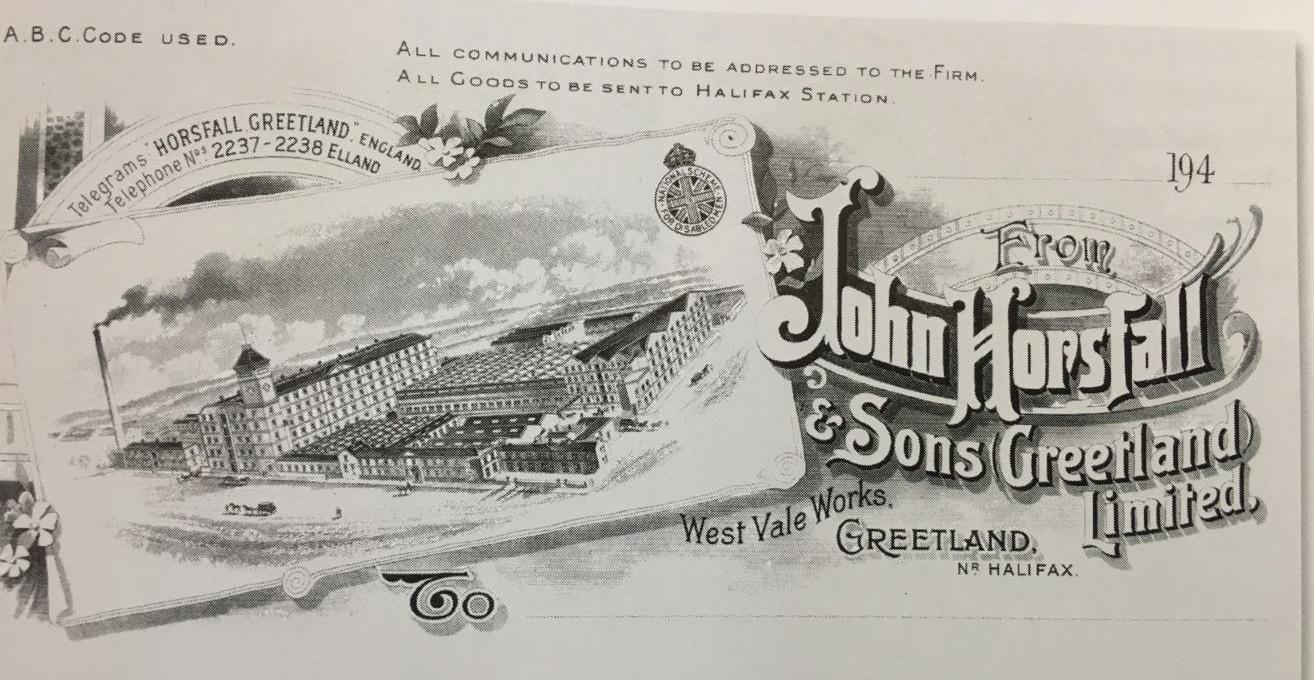 A.B.C. CODE USED.
ALL COMMUNICATIONS TO BE ADDRESSED TO THE FIRM.
ALL GOODS TO BE SENT TO HALIFAX STATION.
Telegrams "HORSFALL, GREETLAND." ENGLAND.
Telephone Nos: 2237-2238 ELLAND
NATIONAL SCHEME
FOR DISABLED MEN
194
From
John Horsfall
& Sons (Greetland)
Limited,
West Vale Works,
GREETLAND,
NR HALIFAX.
To